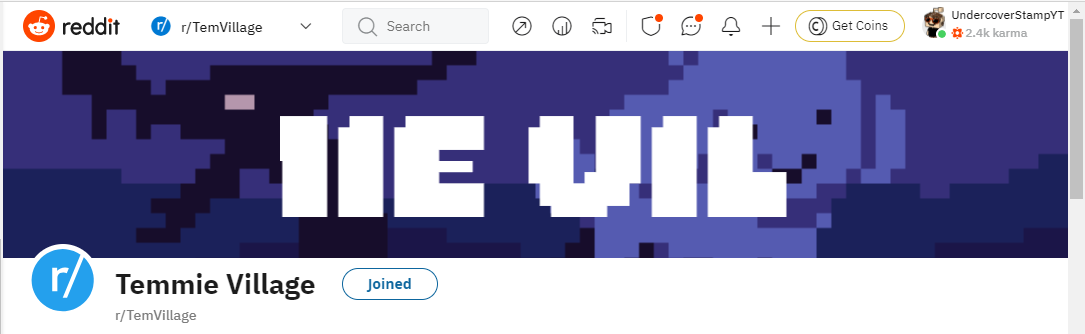 reddit
r/TemVillage
Search
Get Coins
UndercoverStampYT
2.4k karma
IIE VIL
r/
Temmie Village
Joined
r/TemVillage